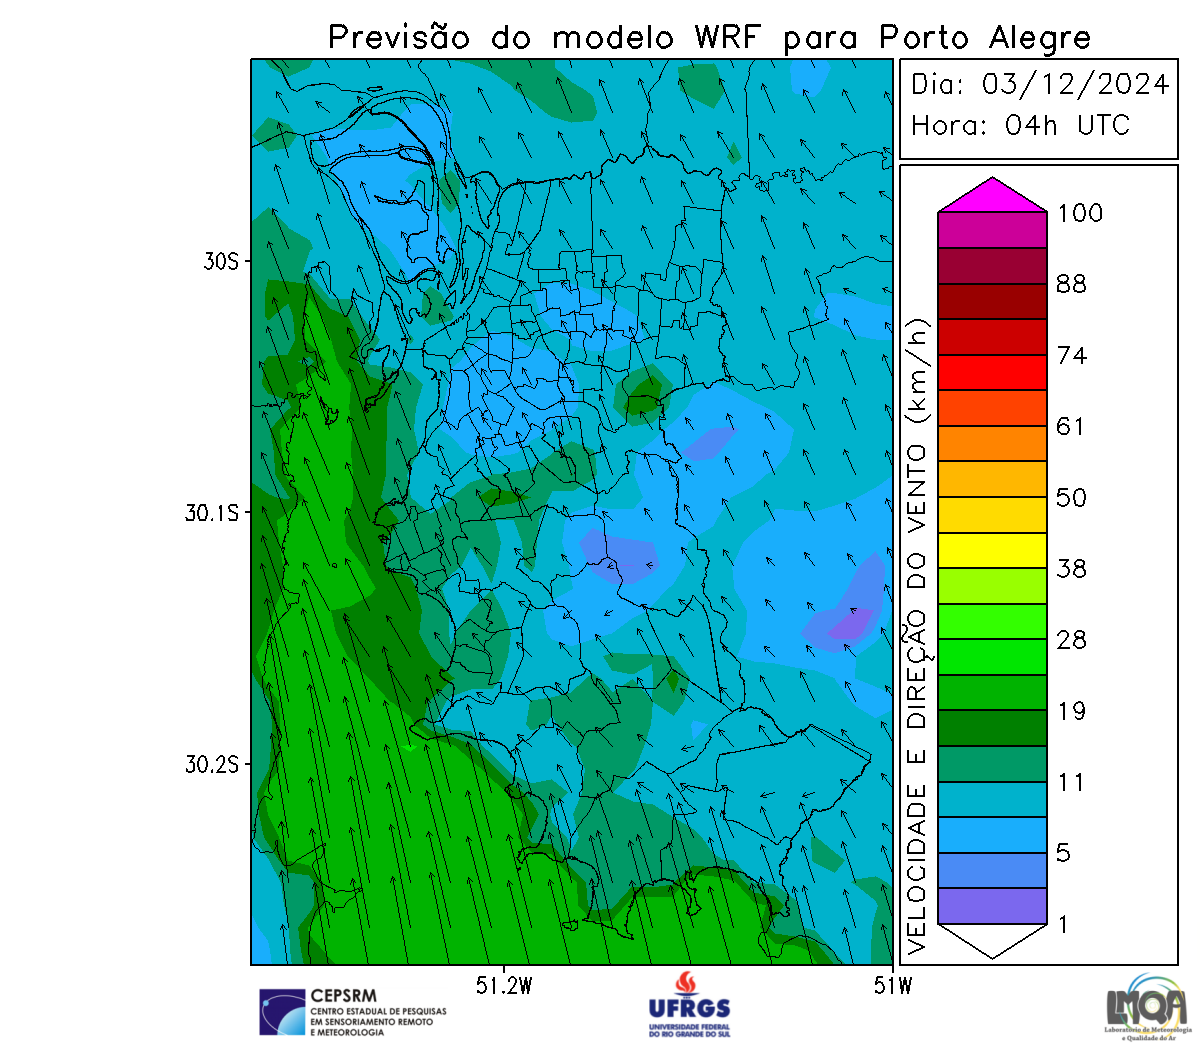 Previsão do modelo WRF para Porto Alegre
Dia: 03/12/2024
Hora: 04h UTC
30S
30.1S
30.2S
51.2W
51W
VELOCIDADE E DIREÇÃO DO VENTO (km/h)
100
88
74
61
50
38
28
19
11
5
1
CEPSRM
CENTRO ESTADUAL DE PESQUISAS
EM SENSORIAMENTO REMOTO
E METEOROLOGIA
UFRGS
UNIVERSIDADE FEDERAL
DO RIO GRANDE DO SUL
LMQA
Laboratório de Meteorologia
e Qualidade do Ar